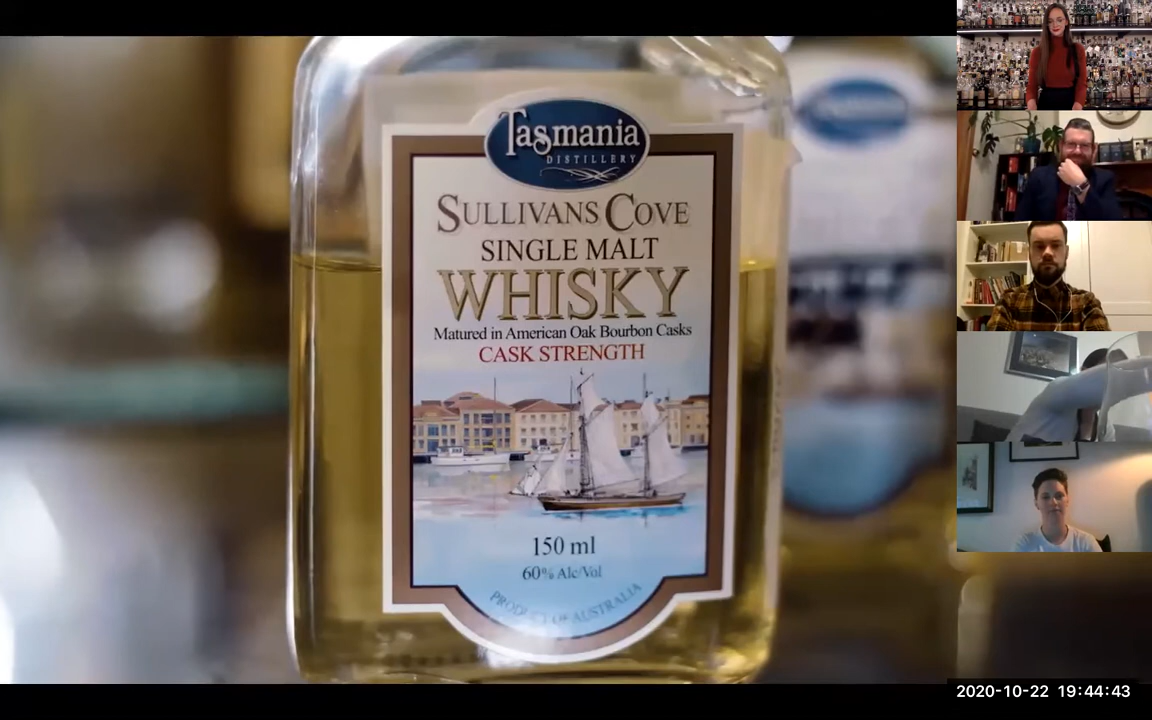 Tasmania
DISTILLERY
SULLIVANS COVE
SINGLE MALT
WHISKY
Matured in American Oak Bourbon Casks
CASK STRENGTH
150 ml
60% Alc/Vol
PRODUCT OF AUSTRALIA
2020-10-22 19:44:43